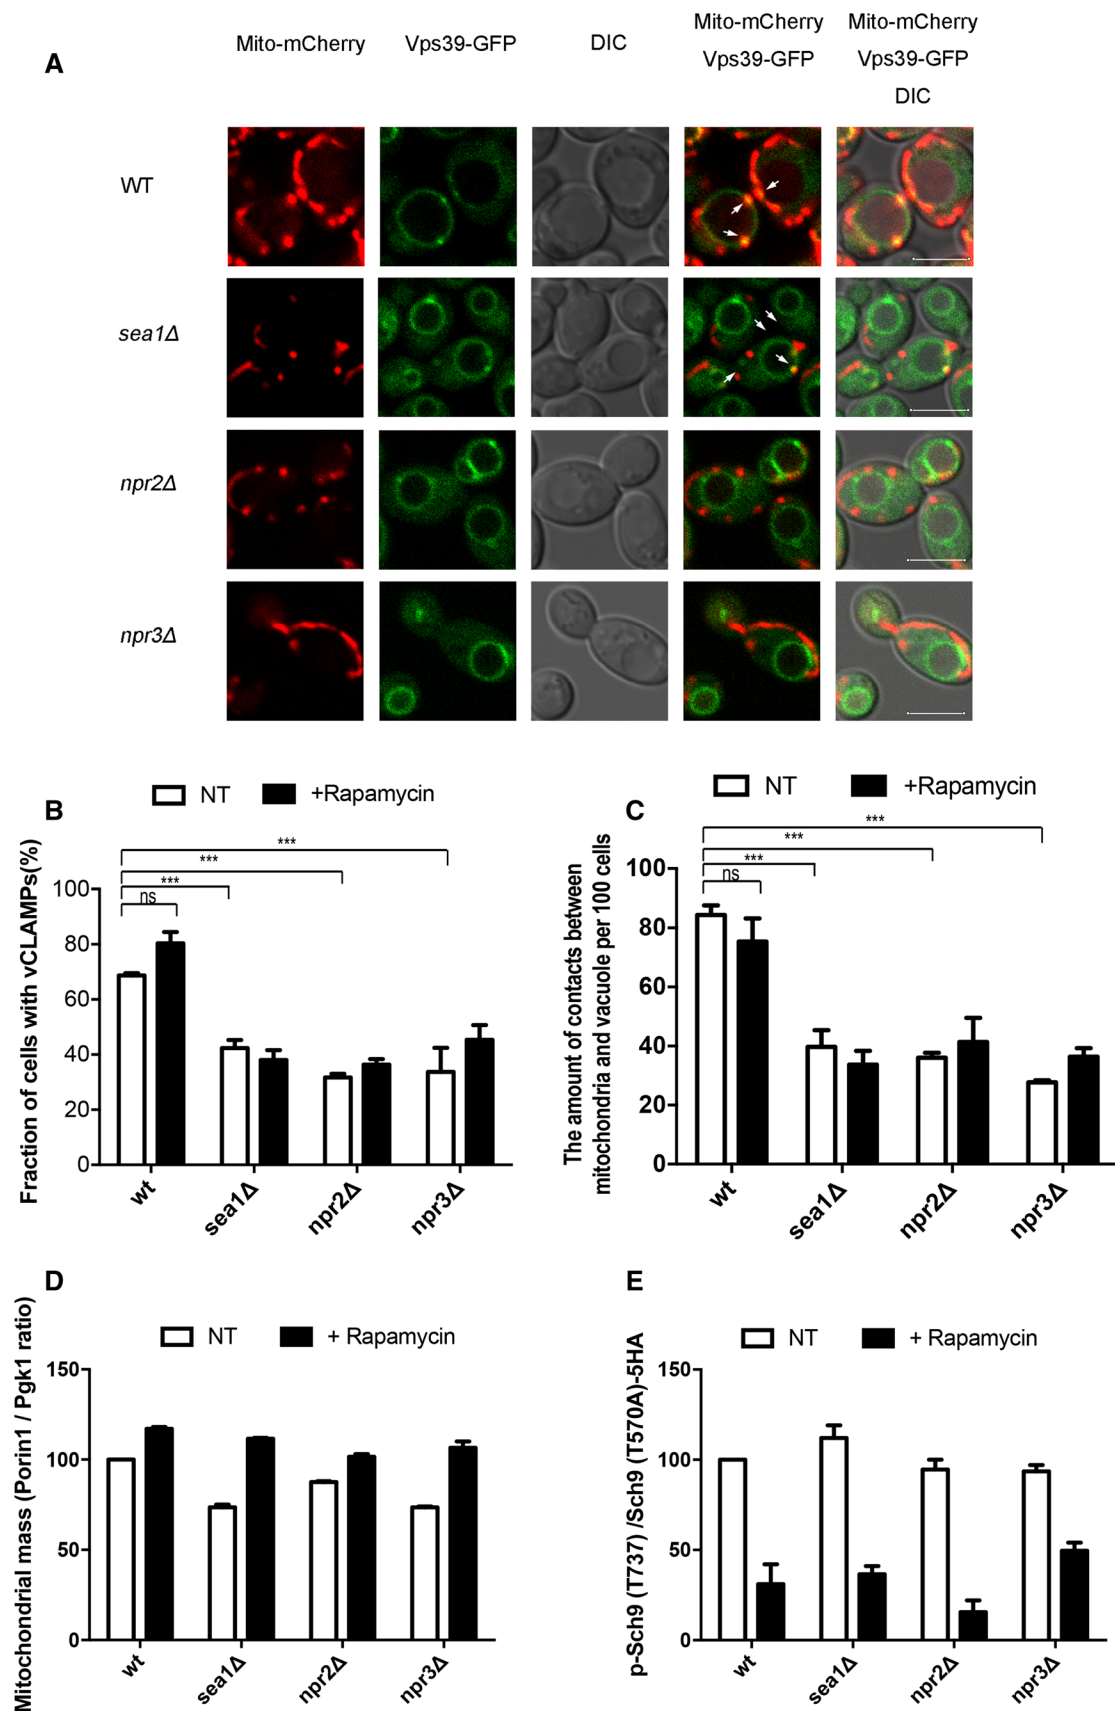 A
Mito-mCherry
Vps39-GFP
DIC
Mito-mCherry
Vps39-GFP
Mito-mCherry
Vps39-GFP
DIC
WT
sea1Δ
npr2Δ
npr3Δ
B
NT
+Rapamycin
***
***
***
ns
Fraction of cells with vCLAMPs(%)
100
80
60
40
20
0
wt
sea1Δ
npr2Δ
npr3Δ
C
NT
+Rapamycin
***
***
***
ns
The amount of contacts between
mitochondria and vacuole per 100 cells
100
80
60
40
20
0
wt
sea1Δ
npr2Δ
npr3Δ
D
NT
+ Rapamycin
Mitochondrial mass (Porin1 / Pgk1 ratio)
150
100
50
0
wt
sea1Δ
npr2Δ
npr3Δ
E
NT
+ Rapamycin
p-Sch9 (T737) /Sch9 (T570A)-5HA
150
100
50
0
wt
sea1Δ
npr2Δ
npr3Δ